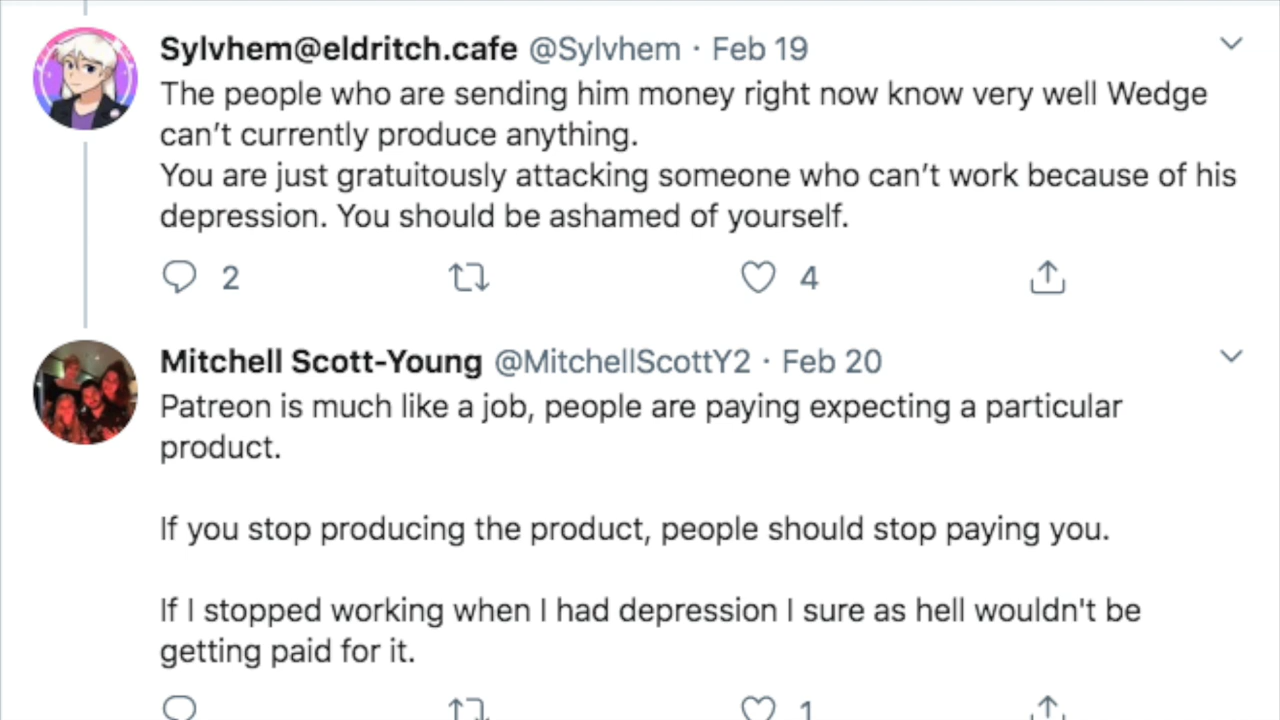 Sylvhem@eldritch.cafe @Sylvhem · Feb 19
The people who are sending him money right now know very well Wedge
can’t currently produce anything.
You are just gratuitously attacking someone who can’t work because of his
depression. You should be ashamed of yourself.
2 4
Mitchell Scott-Young @MitchellScottY2 · Feb 20
Patreon is much like a job, people are paying expecting a particular
product.
If you stop producing the product, people should stop paying you.
If I stopped working when I had depression I sure as hell wouldn't be
getting paid for it.
1